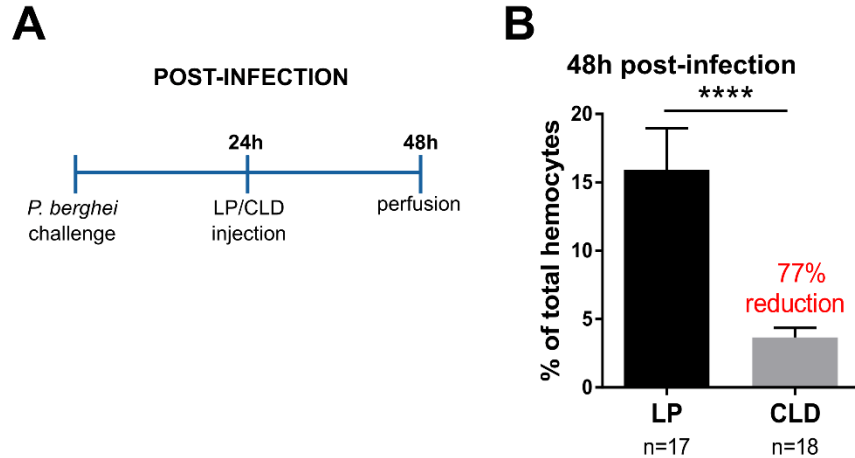 A
POST-INFECTION
24h
48h
P. berghei
challenge
LP/CLD
injection
perfusion
B
48h post-infection
****
% of total hemocytes
20
15
10
5
0
77%
reduction
LP
CLD
n=17
n=18